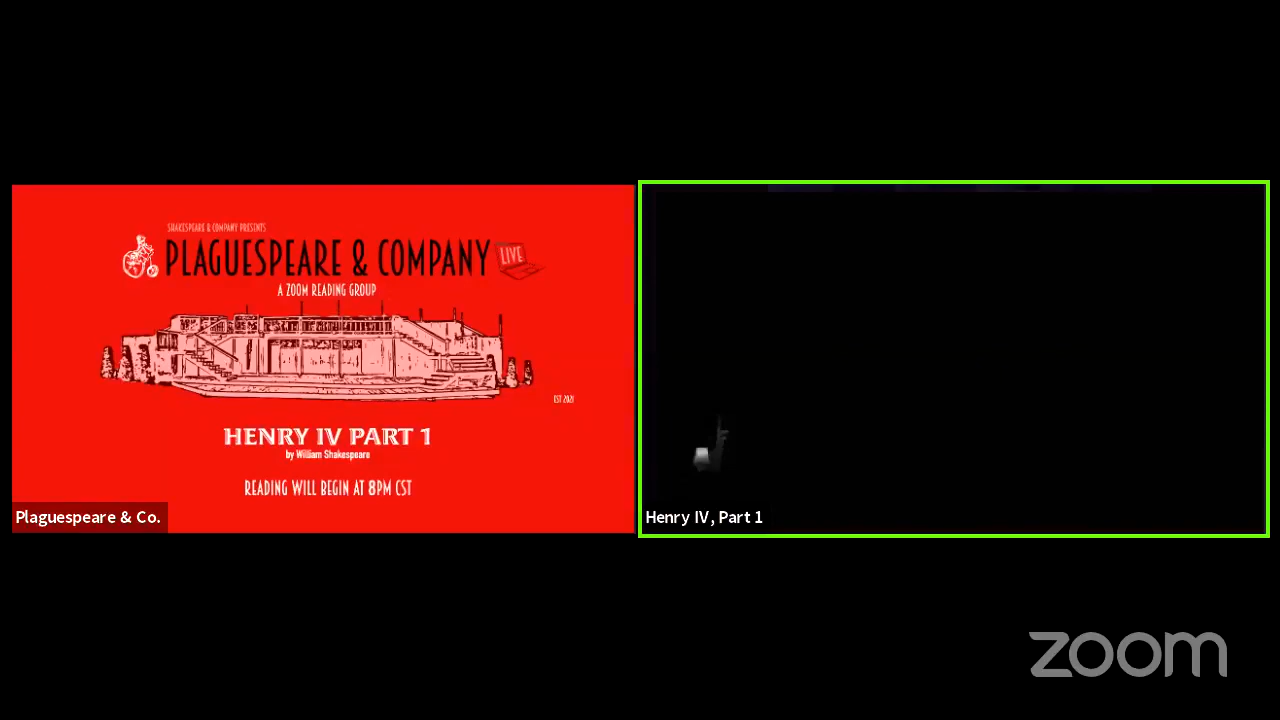 SHAKESPEARE & COMPANY PRESENTS
PLAGUESPEARE & COMPANY LIVE
A ZOOM READING GROUP
EST 2021
HENRY IV PART 1
by William Shakespeare
READING WILL BEGIN AT 8PM CST
Plaguespeare & Co.
Henry IV, Part 1
zoom